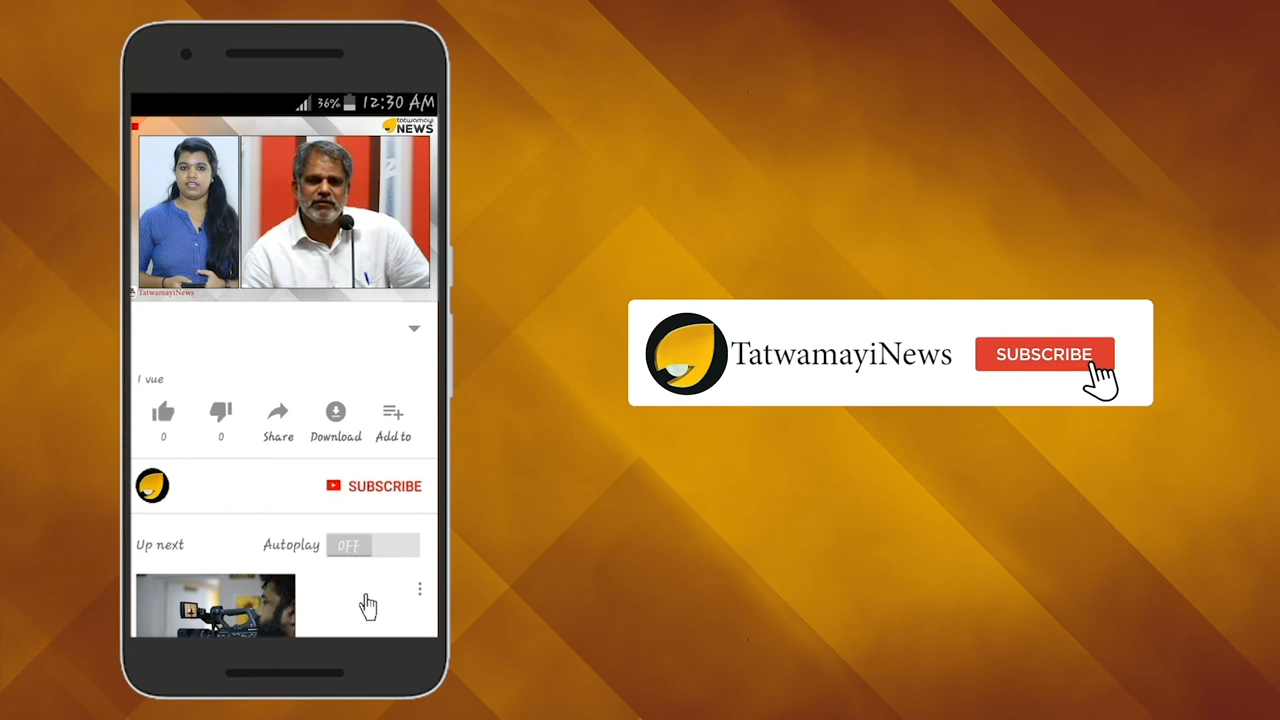 36% 12:30 AM
tatwamayi
NEWS
TatwamayiNews
1 vue
0 0 Share Download Add to
SUBSCRIBE
Up next Autoplay OFF
TatwamayiNews SUBSCRIBE